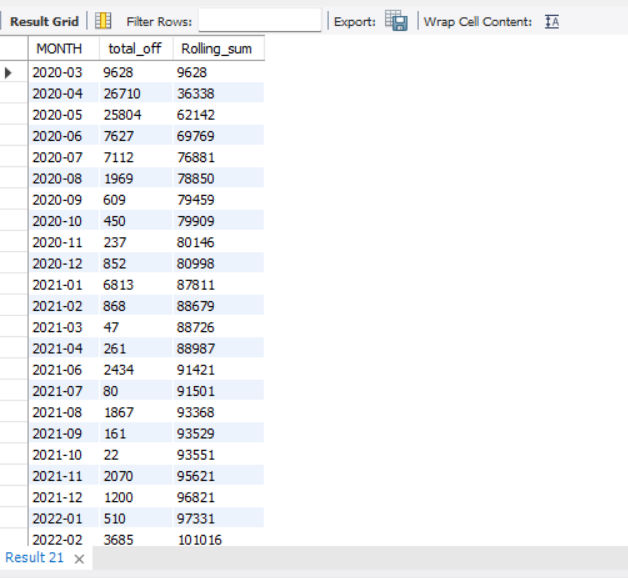 Result Grid Filter Rows: Export: Wrap Cell Content:
MONTH total_off Rolling_sum
2020-03 9628 9628
2020-04 26710 36338
2020-05 25804 62142
2020-06 7627 69769
2020-07 7112 76881
2020-08 1969 78850
2020-09 609 79459
2020-10 450 79909
2020-11 237 80146
2020-12 852 80998
2021-01 6813 87811
2021-02 868 88679
2021-03 47 88726
2021-04 261 88987
2021-06 2434 91421
2021-07 80 91501
2021-08 1867 93368
2021-09 161 93529
2021-10 22 93551
2021-11 2070 95621
2021-12 1200 96821
2022-01 510 97331
2022-02 3685 101016
Result 21